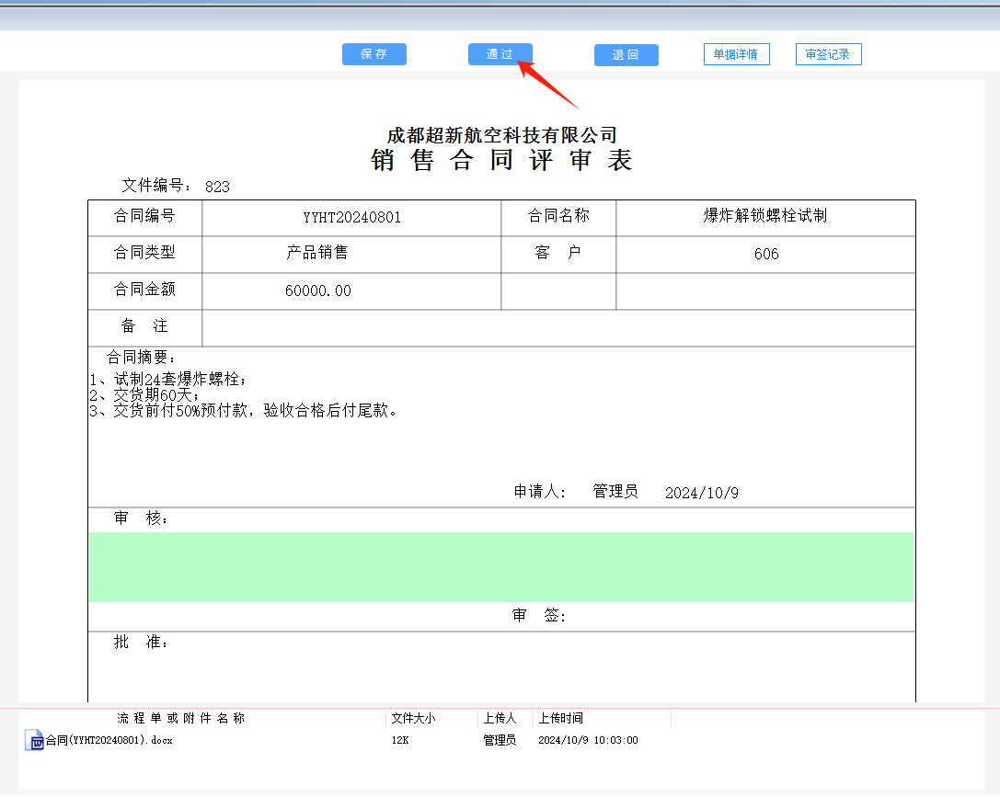 保 存 通 过 退 回 单据详情 审签记录
成都超新航空科技有限公司
销 售 合 同 评 审 表
文件编号： 823
合同编号 YYHT20240801 合同名称 爆炸解锁螺栓试制
合同类型 产品销售 客 户 606
合同金额 60000.00
备 注
合同摘要：
1、试制24套爆炸螺栓；
2、交货期60天；
3、交货前付50%预付款，验收合格后付尾款。
申请人： 管理员 2024/10/9
审 核：
审 签：
批 准：
流 程 单 或 附 件 名 称 文件大小 上传人 上传时间
合同(YYHT20240801).docx 12K 管理员 2024/10/9 10:03:00